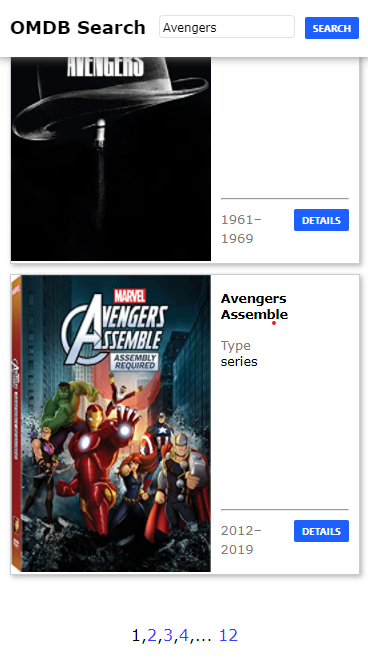 OMDB Search
Avengers
SEARCH
AVENGERS
1961–
1969
DETAILS
MARVEL
AVENGERS
ASSEMBLE
ASSEMBLY
REQUIRED
DVD
Avengers
Assemble
Type
series
2012–
2019
DETAILS
1,2,3,4,... 12